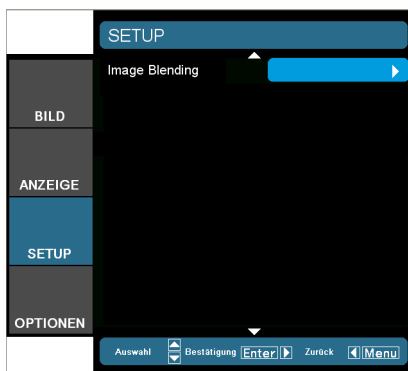 SETUP
Image Blending
BILD
ANZEIGE
SETUP
OPTIONEN
Auswahl Bestätigung Enter Zurück Menu